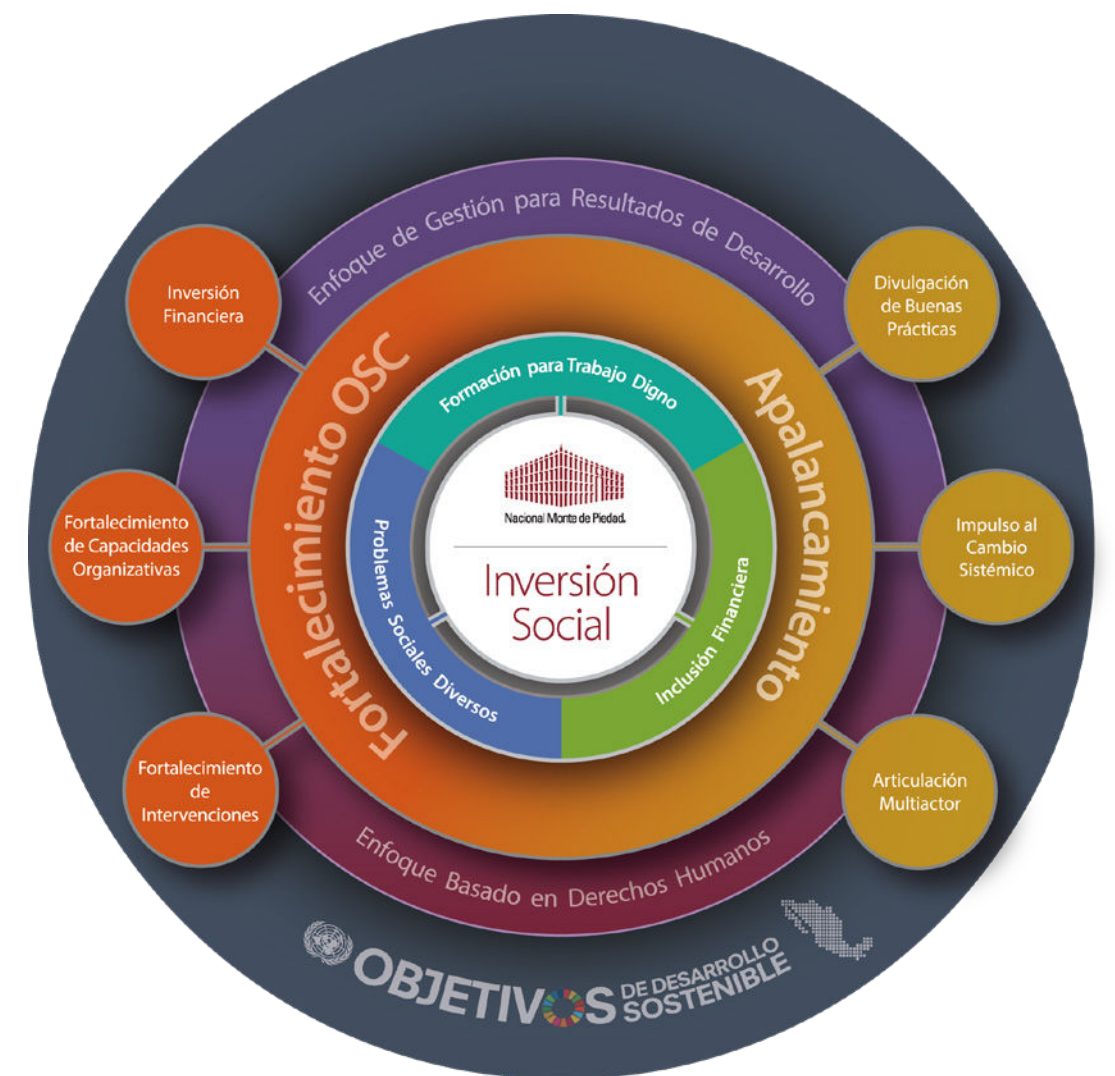 Enfoque de Gestión para Resultados de Desarrollo
Inversión
Financiera
Fortalecimiento
de Capacidades
Organizativas
Fortalecimiento
de
Intervenciones
Fortalecimiento OSC
Formación para Trabajo Digno
Problemas Sociales Diversos
Inclusión Financiera
Nacional Monte de Piedad®
Inversión
Social
Apalancamiento
Divulgación
de Buenas
Prácticas
Impulso al
Cambio
Sistémico
Articulación
Multiactor
Enfoque Basado en Derechos Humanos
OBJETIVOS
DE DESARROLLO
SOSTENIBLE